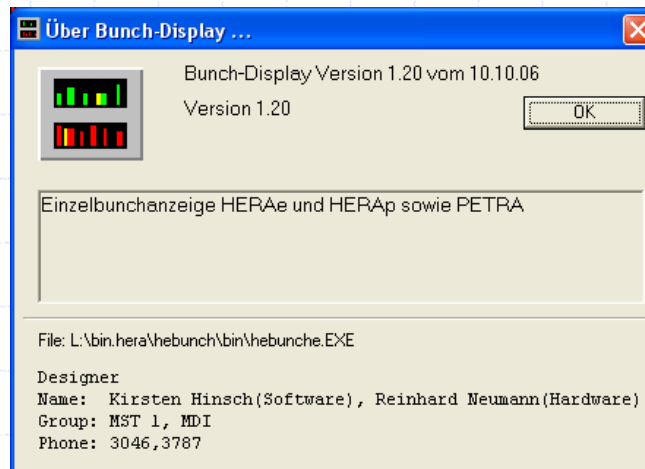 Über Bunch-Display ...
Bunch-Display Version 1.20 vom 10.10.06
Version 1.20
OK
Einzelbunchanzeige HERAe und HERAp sowie PETRA
File: L:\bin.hera\hebunch\bin\hebunche.EXE
Designer
Name: Kirsten Hinsch(Software), Reinhard Neumann(Hardware)
Group: MST 1, MDI
Phone: 3046,3787